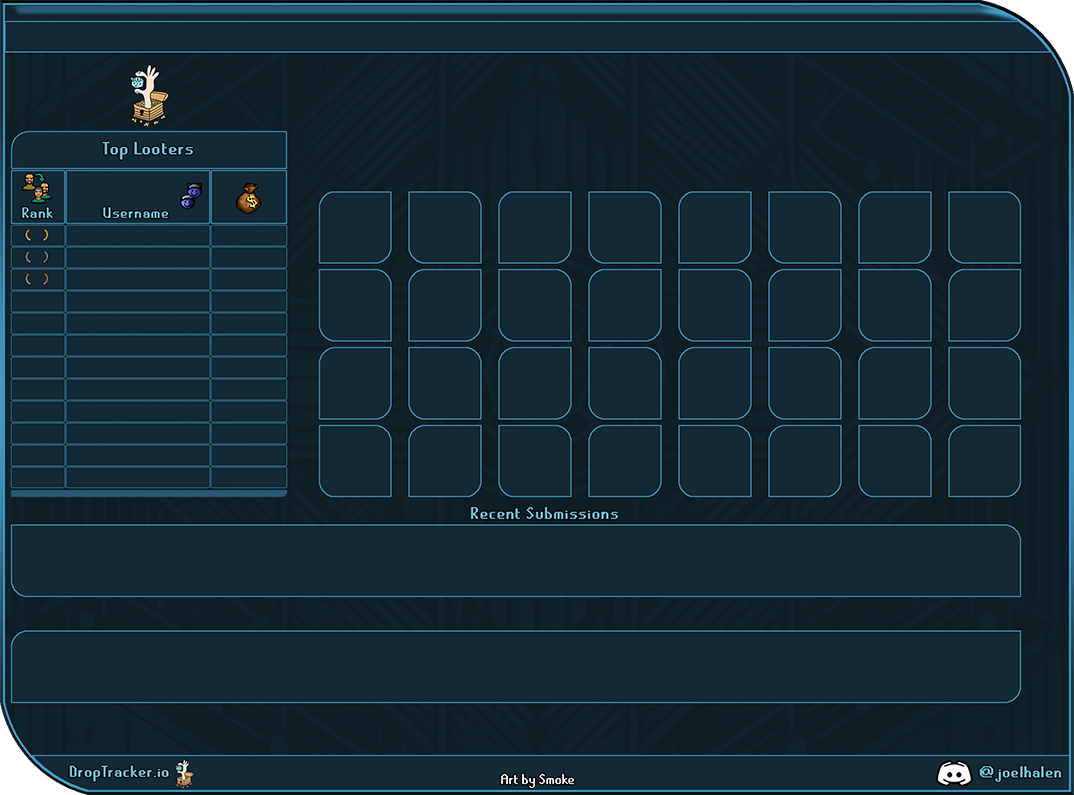 Top Looters
Rank
Username
( )
( )
( )
Recent Submissions
DropTracker.io
Art by Smoke
@joelhalen